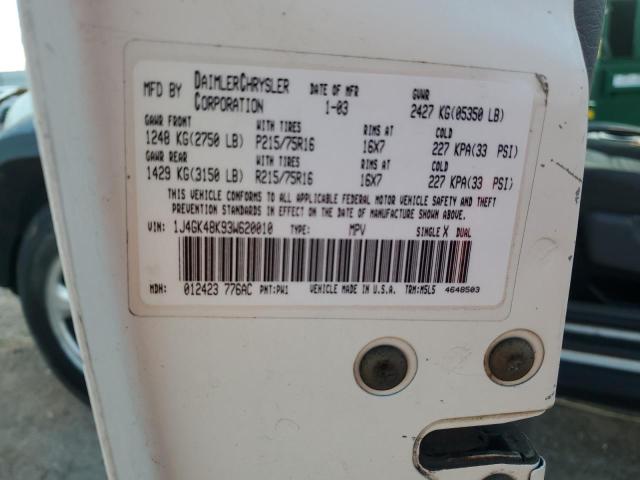 MFD BY DAIMLERCHRYSLER CORPORATION DATE OF MFR 1-03 GVWR 2427 KG(05350 LB)
GAWR FRONT WITH TIRES RIMS AT COLD
1248 KG(2750 LB) P215/75R16 16X7 227 KPA(33 PSI)
GAWR REAR WITH TIRES RIMS AT COLD
1429 KG(3150 LB) R215/75R16 16X7 227 KPA(33 PSI)
THIS VEHICLE CONFORMS TO ALL APPLICABLE FEDERAL MOTOR VEHICLE SAFETY AND THEFT
PREVENTION STANDARDS IN EFFECT ON THE DATE OF MANUFACTURE SHOWN ABOVE.
VIN: 1J4GK48K93W620010 TYPE: MPV SINGLE X DUAL
MDH: 012423 776AC PNT:PW1 VEHICLE MADE IN U.S.A. TRM:M5L5 4648503